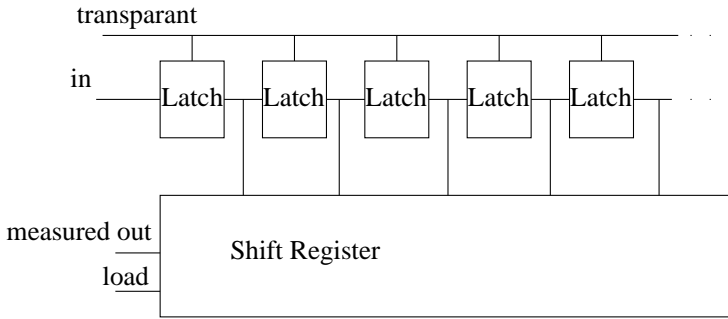 transparant
in
Latch Latch Latch Latch Latch
measured out
Shift Register
load